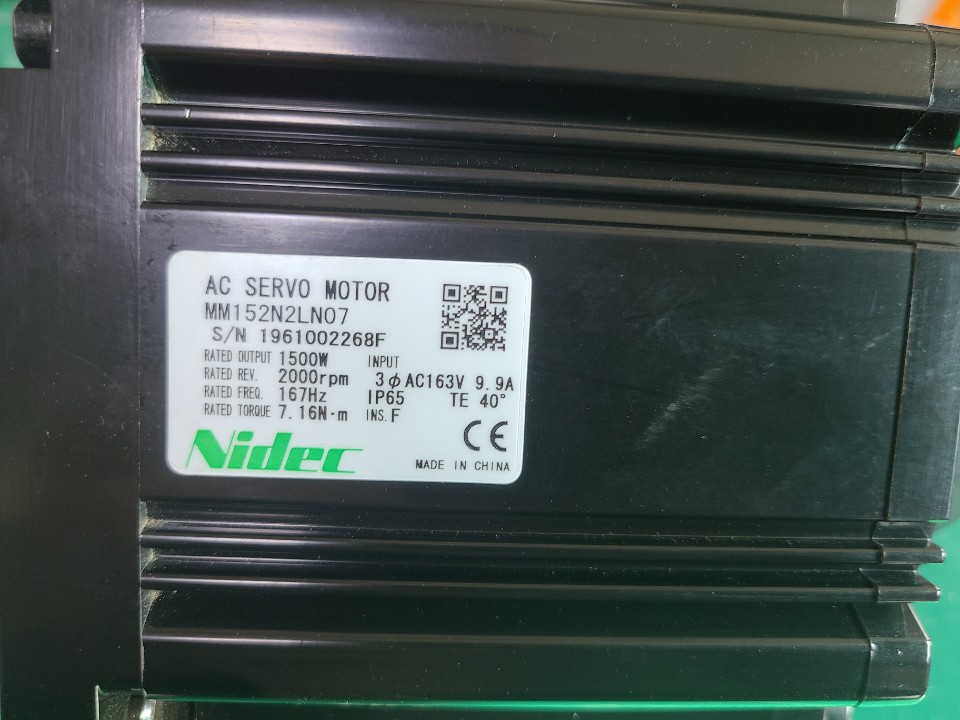 AC SERVO MOTOR
MM152N2LN07
S/N 1961002268F
RATED OUTPUT 1500W INPUT
RATED REV. 2000rpm 3φAC163V 9.9A
RATED FREQ. 167Hz IP65 TE 40°
RATED TORQUE 7.16N·m INS.F
CE
Nidec
MADE IN CHINA